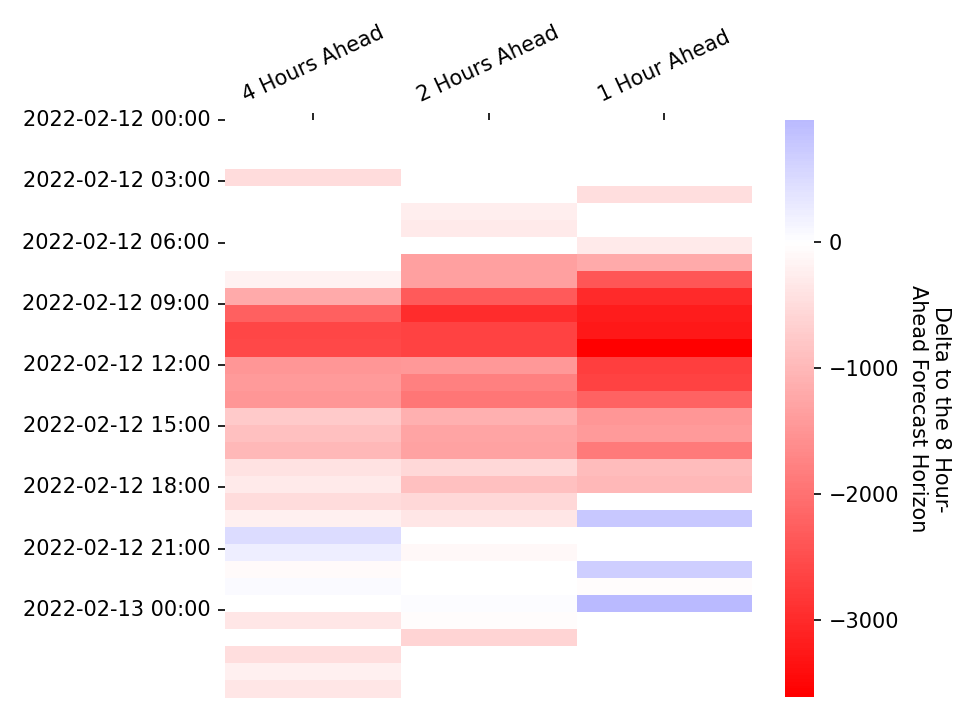 4 Hours Ahead
2 Hours Ahead
1 Hour Ahead
2022-02-12 00:00
2022-02-12 03:00
2022-02-12 06:00
2022-02-12 09:00
2022-02-12 12:00
2022-02-12 15:00
2022-02-12 18:00
2022-02-12 21:00
2022-02-13 00:00
0
−1000
−2000
−3000
Delta to the 8 Hour-
Ahead Forecast Horizon